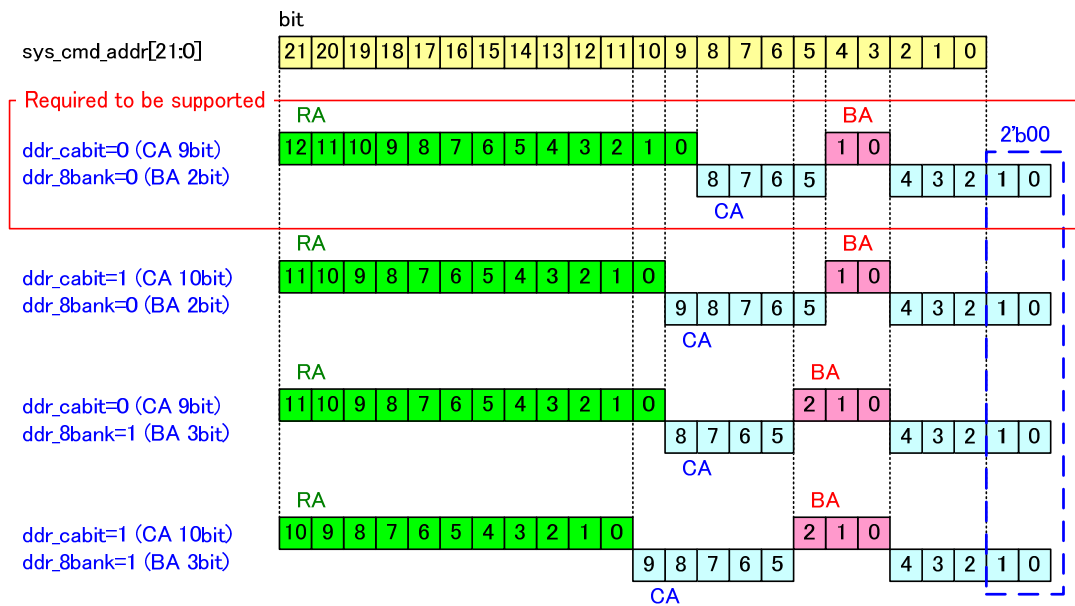 bit
sys_cmd_addr[21:0]
21 20 19 18 17 16 15 14 13 12 11 10 9 8 7 6 5 4 3 2 1 0
Required to be supported
RA BA
2'b00
ddr_cabit=0 (CA 9bit)
12 11 10 9 8 7 6 5 4 3 2 1 0 1 0
ddr_8bank=0 (BA 2bit)
8 7 6 5 4 3 2 1 0
CA
RA BA
ddr_cabit=1 (CA 10bit)
11 10 9 8 7 6 5 4 3 2 1 0 1 0
ddr_8bank=0 (BA 2bit)
9 8 7 6 5 4 3 2 1 0
CA
RA BA
ddr_cabit=0 (CA 9bit)
11 10 9 8 7 6 5 4 3 2 1 0 2 1 0
ddr_8bank=1 (BA 3bit)
8 7 6 5 4 3 2 1 0
CA
RA BA
ddr_cabit=1 (CA 10bit)
10 9 8 7 6 5 4 3 2 1 0 2 1 0
ddr_8bank=1 (BA 3bit)
9 8 7 6 5 4 3 2 1 0
CA